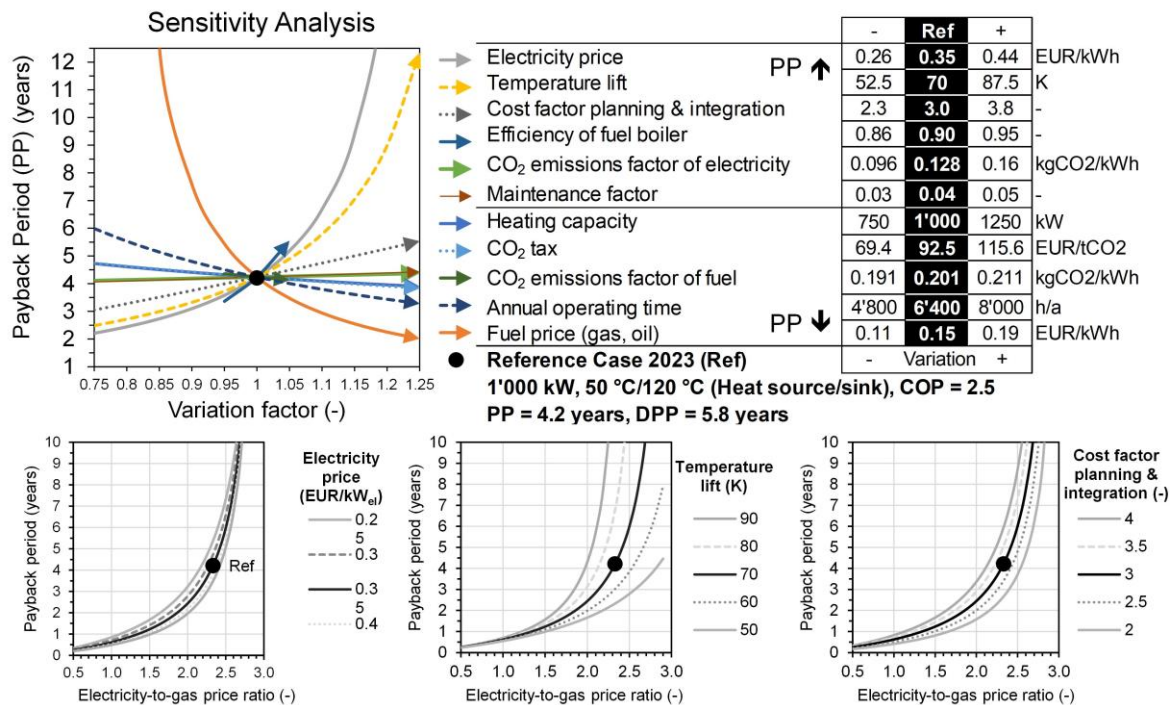 Sensitivity Analysis
Payback Period (PP) (years)
12
11
10
9
8
7
6
5
4
3
2
1
0.75 0.8 0.85 0.9 0.95 1 1.05 1.1 1.15 1.2 1.25
Variation factor (-)
Electricity price
Temperature lift
Cost factor planning & integration
Efficiency of fuel boiler
CO2 emissions factor of electricity
Maintenance factor
Heating capacity
CO2 tax
CO2 emissions factor of fuel
Annual operating time
Fuel price (gas, oil)
PP ↑
PP ↓
- Ref +
0.26 0.35 0.44 EUR/kWh
52.5 70 87.5 K
2.3 3.0 3.8 -
0.86 0.90 0.95 -
0.096 0.128 0.16 kgCO2/kWh
0.03 0.04 0.05 -
750 1'000 1250 kW
69.4 92.5 115.6 EUR/tCO2
0.191 0.201 0.211 kgCO2/kWh
4'800 6'400 8'000 h/a
0.11 0.15 0.19 EUR/kWh
- Variation +
Reference Case 2023 (Ref)
1'000 kW, 50 °C/120 °C (Heat source/sink), COP = 2.5
PP = 4.2 years, DPP = 5.8 years
Payback period (years)
10
9
8
7
6
5
4
3
2
1
0
0.5 1.0 1.5 2.0 2.5 3.0
Electricity-to-gas price ratio (-)
Ref
Electricity
price
(EUR/kWel)
0.2
5
0.3
0.3
5
0.4
Payback period (years)
10
9
8
7
6
5
4
3
2
1
0
0.5 1.0 1.5 2.0 2.5 3.0
Electricity-to-gas price ratio (-)
Temperature
lift (K)
90
80
70
60
50
Payback period (years)
10
9
8
7
6
5
4
3
2
1
0
0.5 1.0 1.5 2.0 2.5 3.0
Electricity-to-gas price ratio (-)
Cost factor
planning &
integration (-)
4
3.5
3
2.5
2